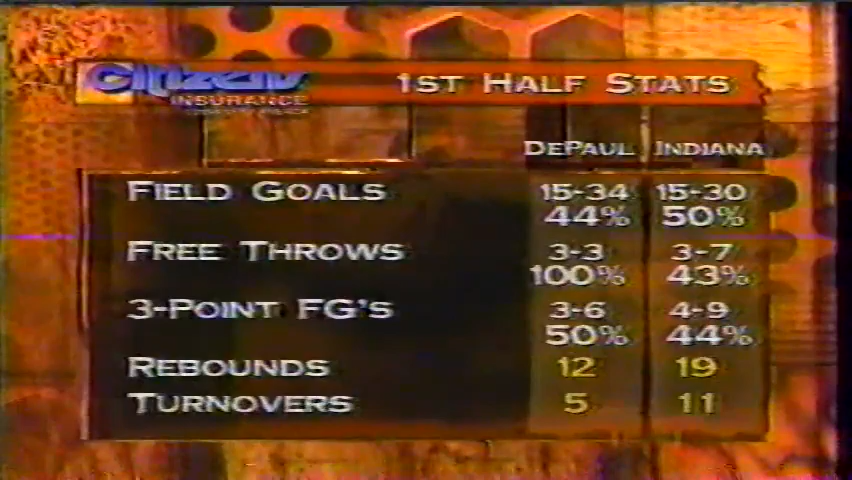 Citizens
INSURANCE
1ST HALF STATS
DEPAUL INDIANA
FIELD GOALS 15-34 15-30
44% 50%
FREE THROWS 3-3 3-7
100% 43%
3-POINT FG'S 3-6 4-9
50% 44%
REBOUNDS 12 19
TURNOVERS 5 11